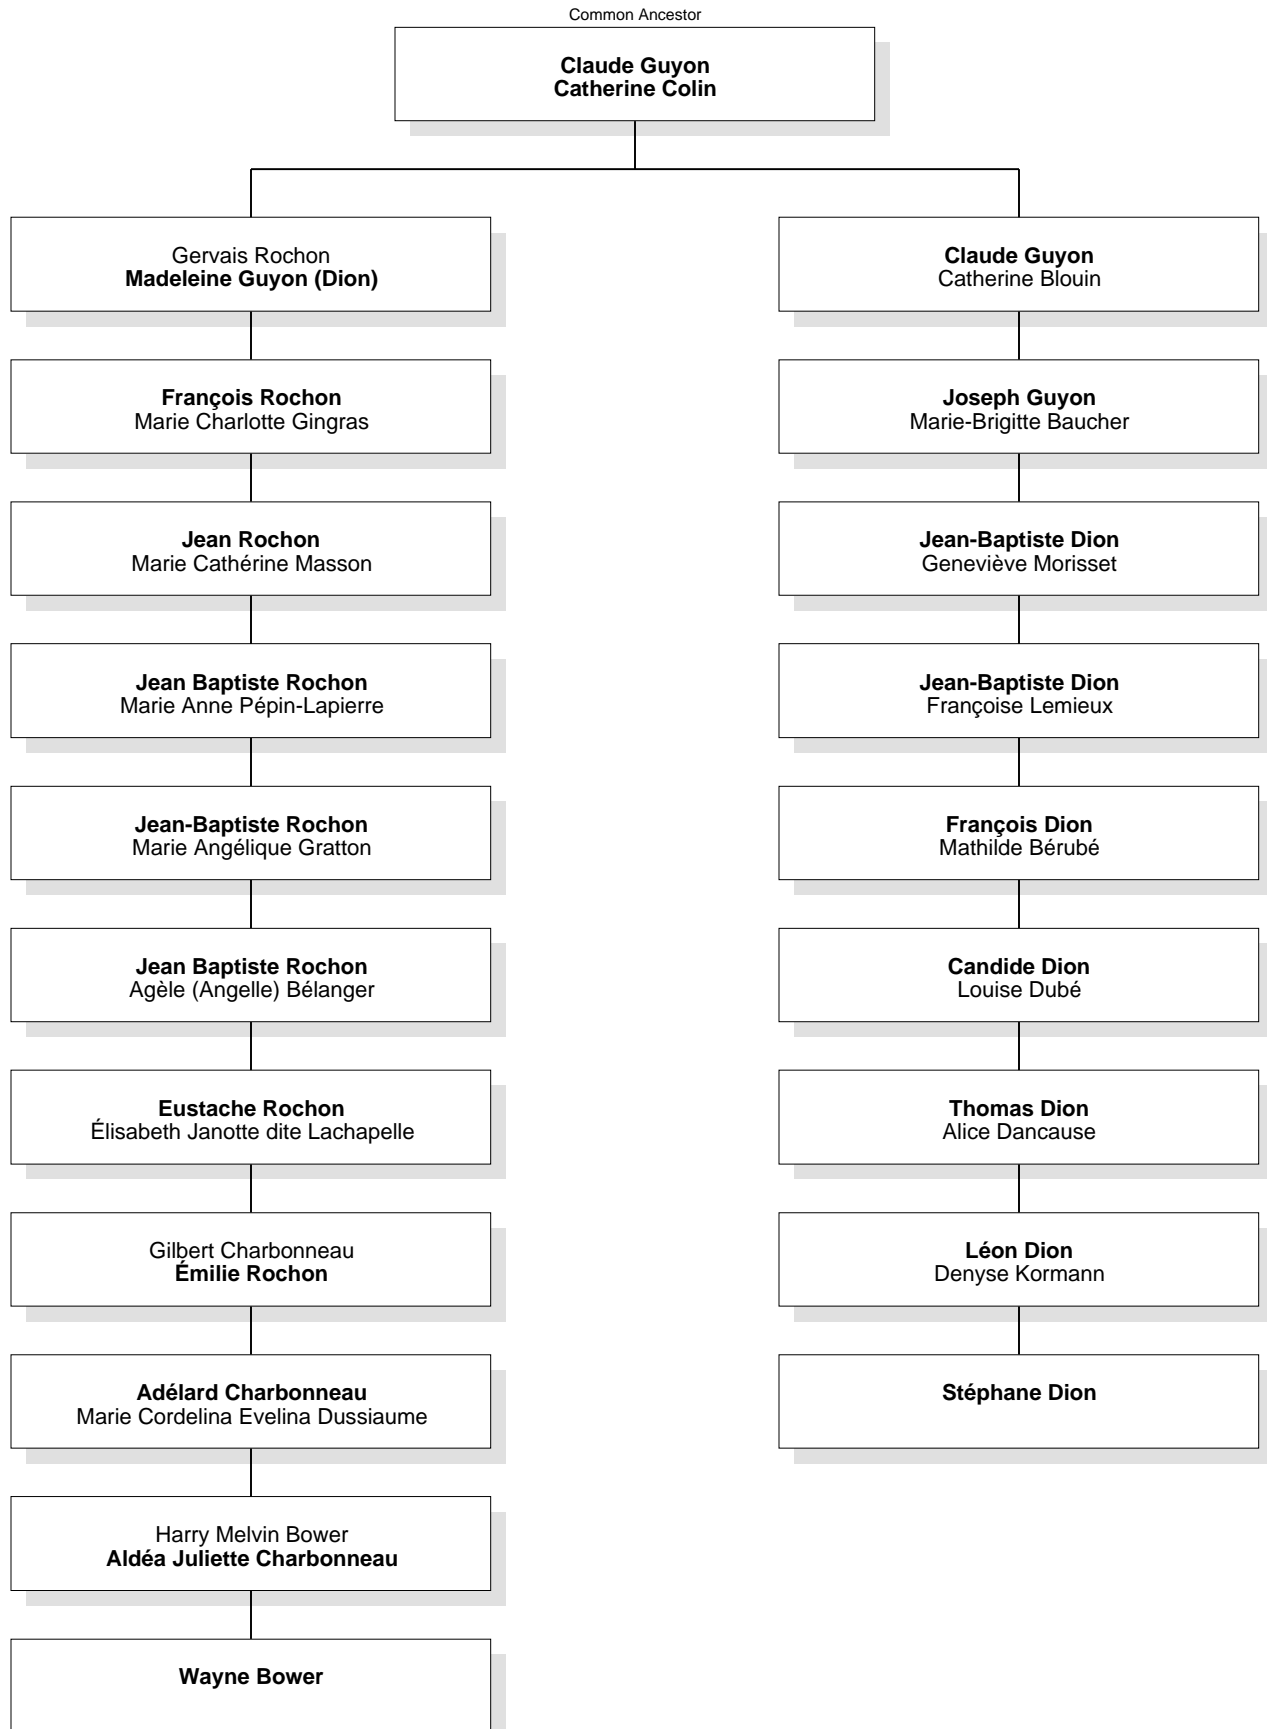 Common Ancestor
Claude Guyon
Catherine Colin
Gervais Rochon
Madeleine Guyon (Dion)
François Rochon
Marie Charlotte Gingras
Jean Rochon
Marie Cathérine Masson
Jean Baptiste Rochon
Marie Anne Pépin-Lapierre
Jean-Baptiste Rochon
Marie Angélique Gratton
Jean Baptiste Rochon
Agèle (Angelle) Bélanger
Eustache Rochon
Élisabeth Janotte dite Lachapelle
Gilbert Charbonneau
Émilie Rochon
Adélard Charbonneau
Marie Cordelina Evelina Dussiaume
Harry Melvin Bower
Aldéa Juliette Charbonneau
Wayne Bower
Claude Guyon
Catherine Blouin
Joseph Guyon
Marie-Brigitte Baucher
Jean-Baptiste Dion
Geneviève Morisset
Jean-Baptiste Dion
Françoise Lemieux
François Dion
Mathilde Bérubé
Candide Dion
Louise Dubé
Thomas Dion
Alice Dancause
Léon Dion
Denyse Kormann
Stéphane Dion